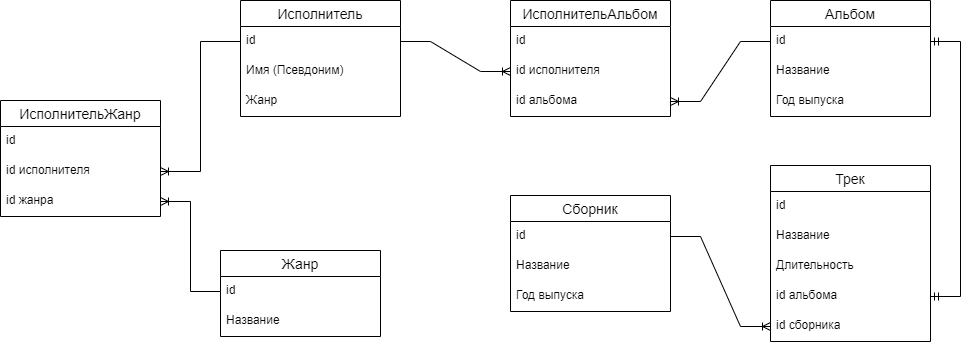 Исполнитель
id
Имя (Псевдоним)
Жанр
ИсполнительАльбом
id
id исполнителя
id альбома
Альбом
id
Название
Год выпуска
ИсполнительЖанр
id
id исполнителя
id жанра
Жанр
id
Название
Сборник
id
Название
Год выпуска
Трек
id
Название
Длительность
id альбома
id сборника